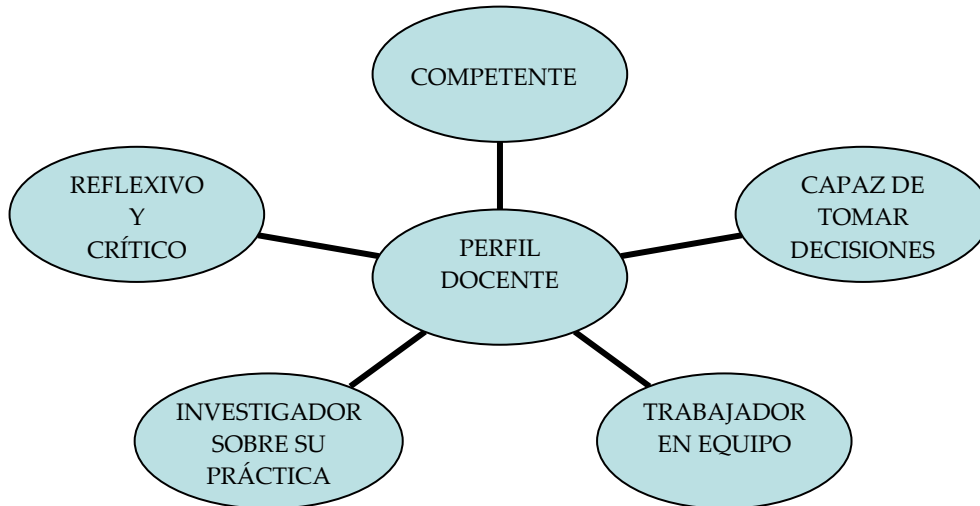 COMPETENTE
REFLEXIVO
Y
CRÍTICO
CAPAZ DE
TOMAR
DECISIONES
PERFIL
DOCENTE
INVESTIGADOR
SOBRE SU
PRÁCTICA
TRABAJADOR
EN EQUIPO